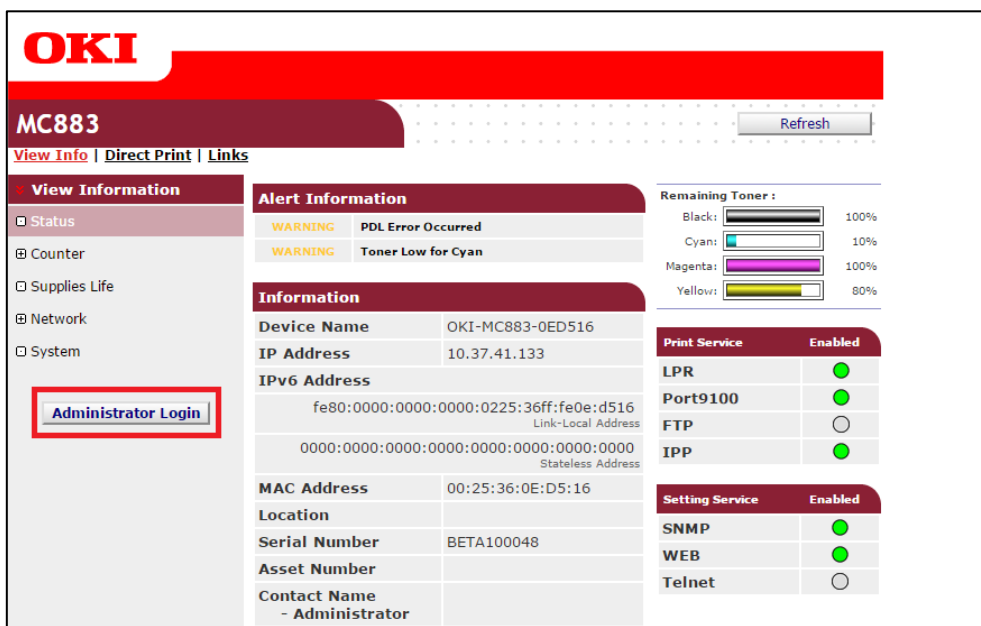 OKI
MC883
Refresh
View Info | Direct Print | Links
View Information
Status
Counter
Supplies Life
Network
System
Administrator Login
Alert Information
WARNING PDL Error Occurred
WARNING Toner Low for Cyan
Information
Device Name OKI-MC883-0ED516
IP Address 10.37.41.133
IPv6 Address
fe80:0000:0000:0000:0225:36ff:fe0e:d516
Link-Local Address
0000:0000:0000:0000:0000:0000:0000:0000
Stateless Address
MAC Address 00:25:36:0E:D5:16
Location
Serial Number BETA100048
Asset Number
Contact Name
- Administrator
Remaining Toner :
Black: 100%
Cyan: 10%
Magenta: 100%
Yellow: 80%
Print Service Enabled
LPR
Port9100
FTP
IPP
Setting Service Enabled
SNMP
WEB
Telnet